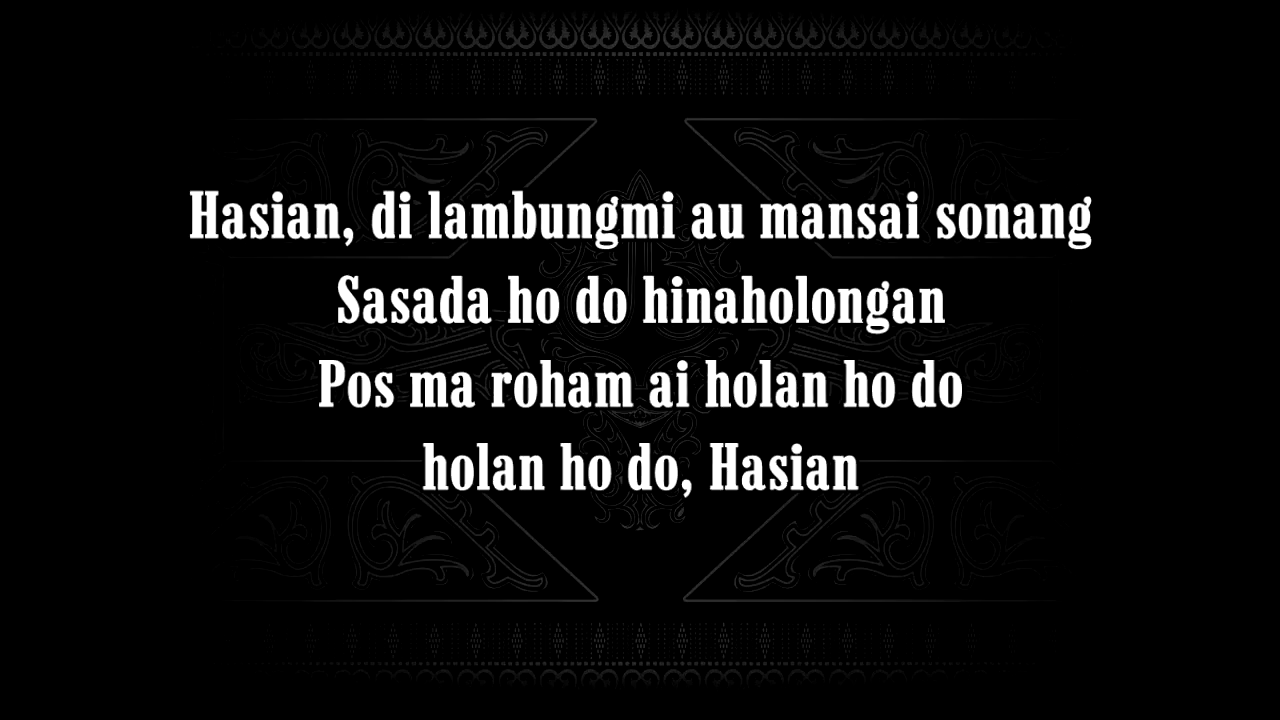 Hasian, di lambungmi au mansai sonang
Sasada ho do hinaholongan
Pos ma roham ai holan ho do
holan ho do, Hasian